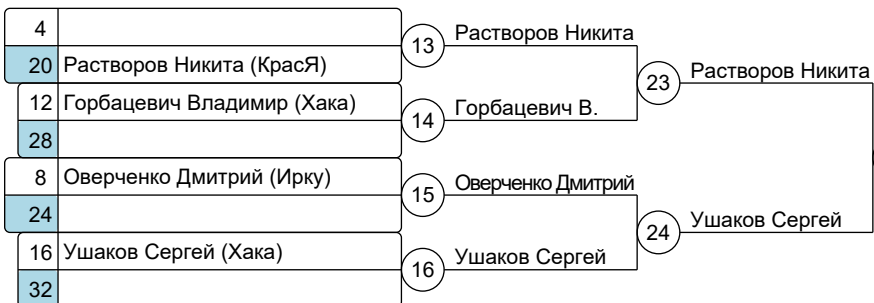 4
13 Растворов Никита
20 Растворов Никита (КрасЯ)
23 Растворов Никита
12 Горбацевич Владимир (Хака)
14 Горбацевич В.
28
8 Оверченко Дмитрий (Ирку)
15 Оверченко Дмитрий
24
24 Ушаков Сергей
16 Ушаков Сергей (Хака)
16 Ушаков Сергей
32